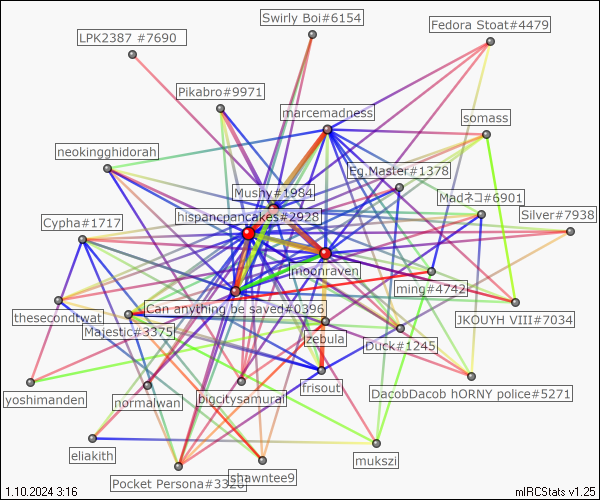 Swirly Boi#6154
Fedora Stoat#4479
LPK2387 #7690
Pikabro#9971
marcemadness
somass
neokingghidorah
Eg.Master#1378
Mushy#1984
Madネコ#6901
hispancpancakes#2928
Silver#7938
Cypha#1717
moonraven
ming#4742
Can anything be saved#0396
thesecondtwat
JKOUYH VIII#7034
Majestic#3375
zebula
Duck#1245
frisout
DacobDacob hORNY police#5271
yoshimanden
normalwan
bigcitysamurai
eliakith
mukszi
shawntee9
Pocket Persona#3326
1.10.2024 3:16
mIRCStats v1.25